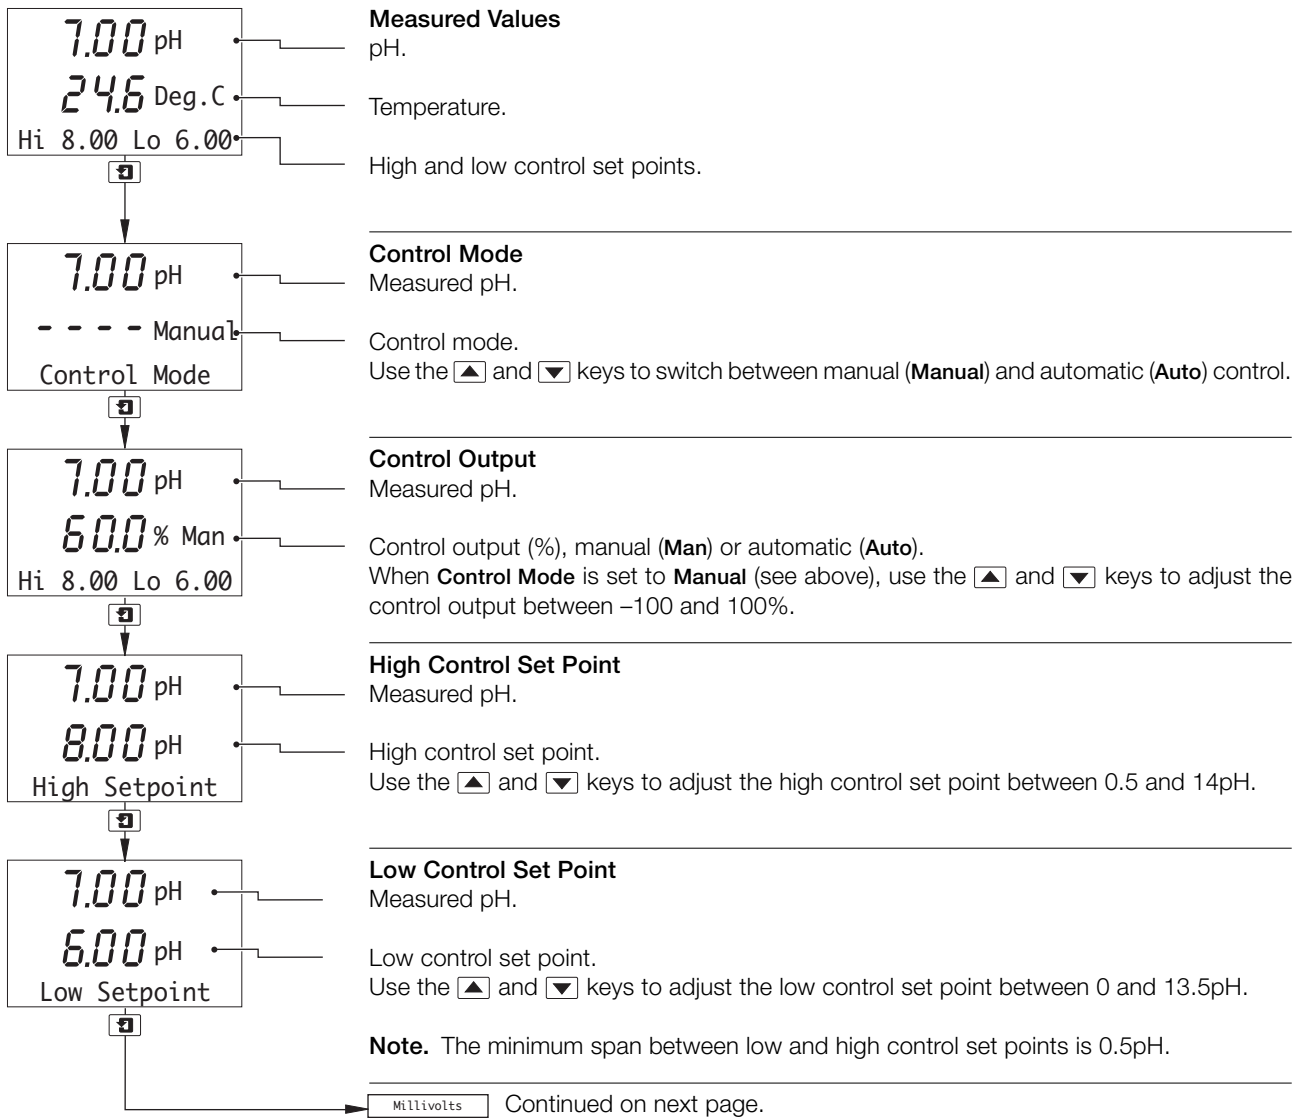 7.00 pH
24.6 Deg.C
Hi 8.00 Lo 6.00
Measured Values
pH.
Temperature.
High and low control set points.
7.00 pH
- - - - Manual
Control Mode
Control Mode
Measured pH.
Control mode.
Use the ▲ and ▼ keys to switch between manual (Manual) and automatic (Auto) control.
7.00 pH
60.0 % Man
Hi 8.00 Lo 6.00
Control Output
Measured pH.
Control output (%), manual (Man) or automatic (Auto).
When Control Mode is set to Manual (see above), use the ▲ and ▼ keys to adjust the
control output between –100 and 100%.
7.00 pH
8.00 pH
High Setpoint
High Control Set Point
Measured pH.
High control set point.
Use the ▲ and ▼ keys to adjust the high control set point between 0.5 and 14pH.
7.00 pH
6.00 pH
Low Setpoint
Low Control Set Point
Measured pH.
Low control set point.
Use the ▲ and ▼ keys to adjust the low control set point between 0 and 13.5pH.
Note. The minimum span between low and high control set points is 0.5pH.
Millivolts Continued on next page.